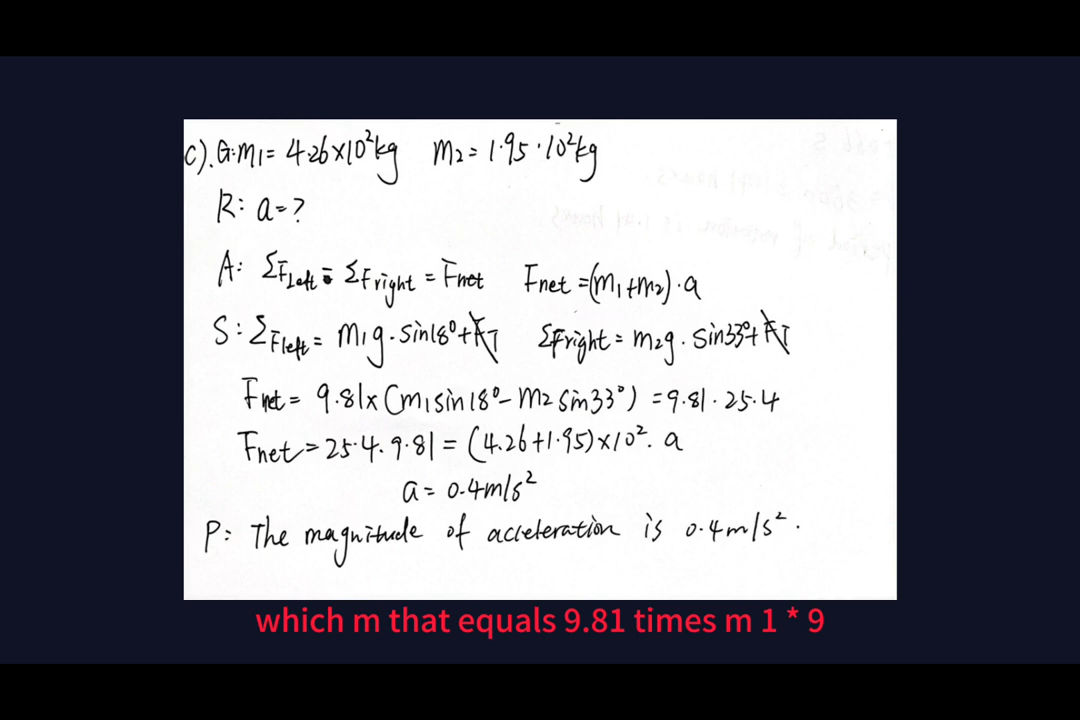 c). G: m₁ = 4.26×10²kg m₂ = 1.95·10²kg
R: a = ?
A: ΣFleft = ΣFright = Fnet Fnet = (m₁+m₂)·a
S: ΣFleft = m₁g·sin18°+ ΣFright = m₂g·sin33°+
Fnet = 9.81×(m₁sin18°-m₂sin33°) = 9.81·25.4
Fnet = 25.4·9.81 = (4.26+1.95)×10²·a
a = 0.4m/s²
P: The magnitude of acceleration is 0.4m/s².
which m that equals 9.81 times m 1 * 9